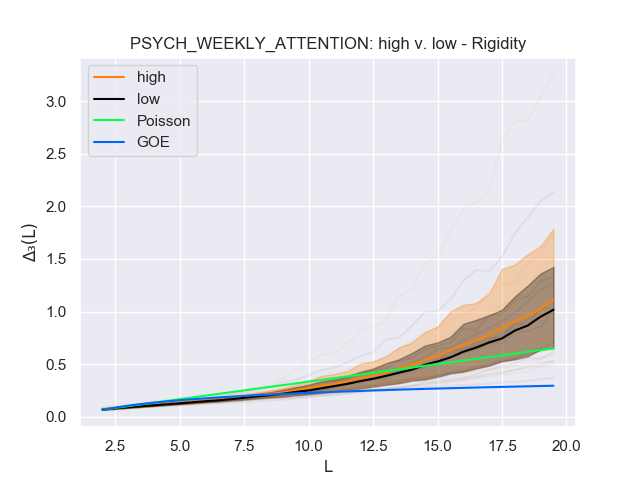 PSYCH_WEEKLY_ATTENTION: high v. low - Rigidity
high
low
Poisson
GOE
Δ₃(L)
3.0
2.5
2.0
1.5
1.0
0.5
0.0
2.5 5.0 7.5 10.0 12.5 15.0 17.5 20.0
L